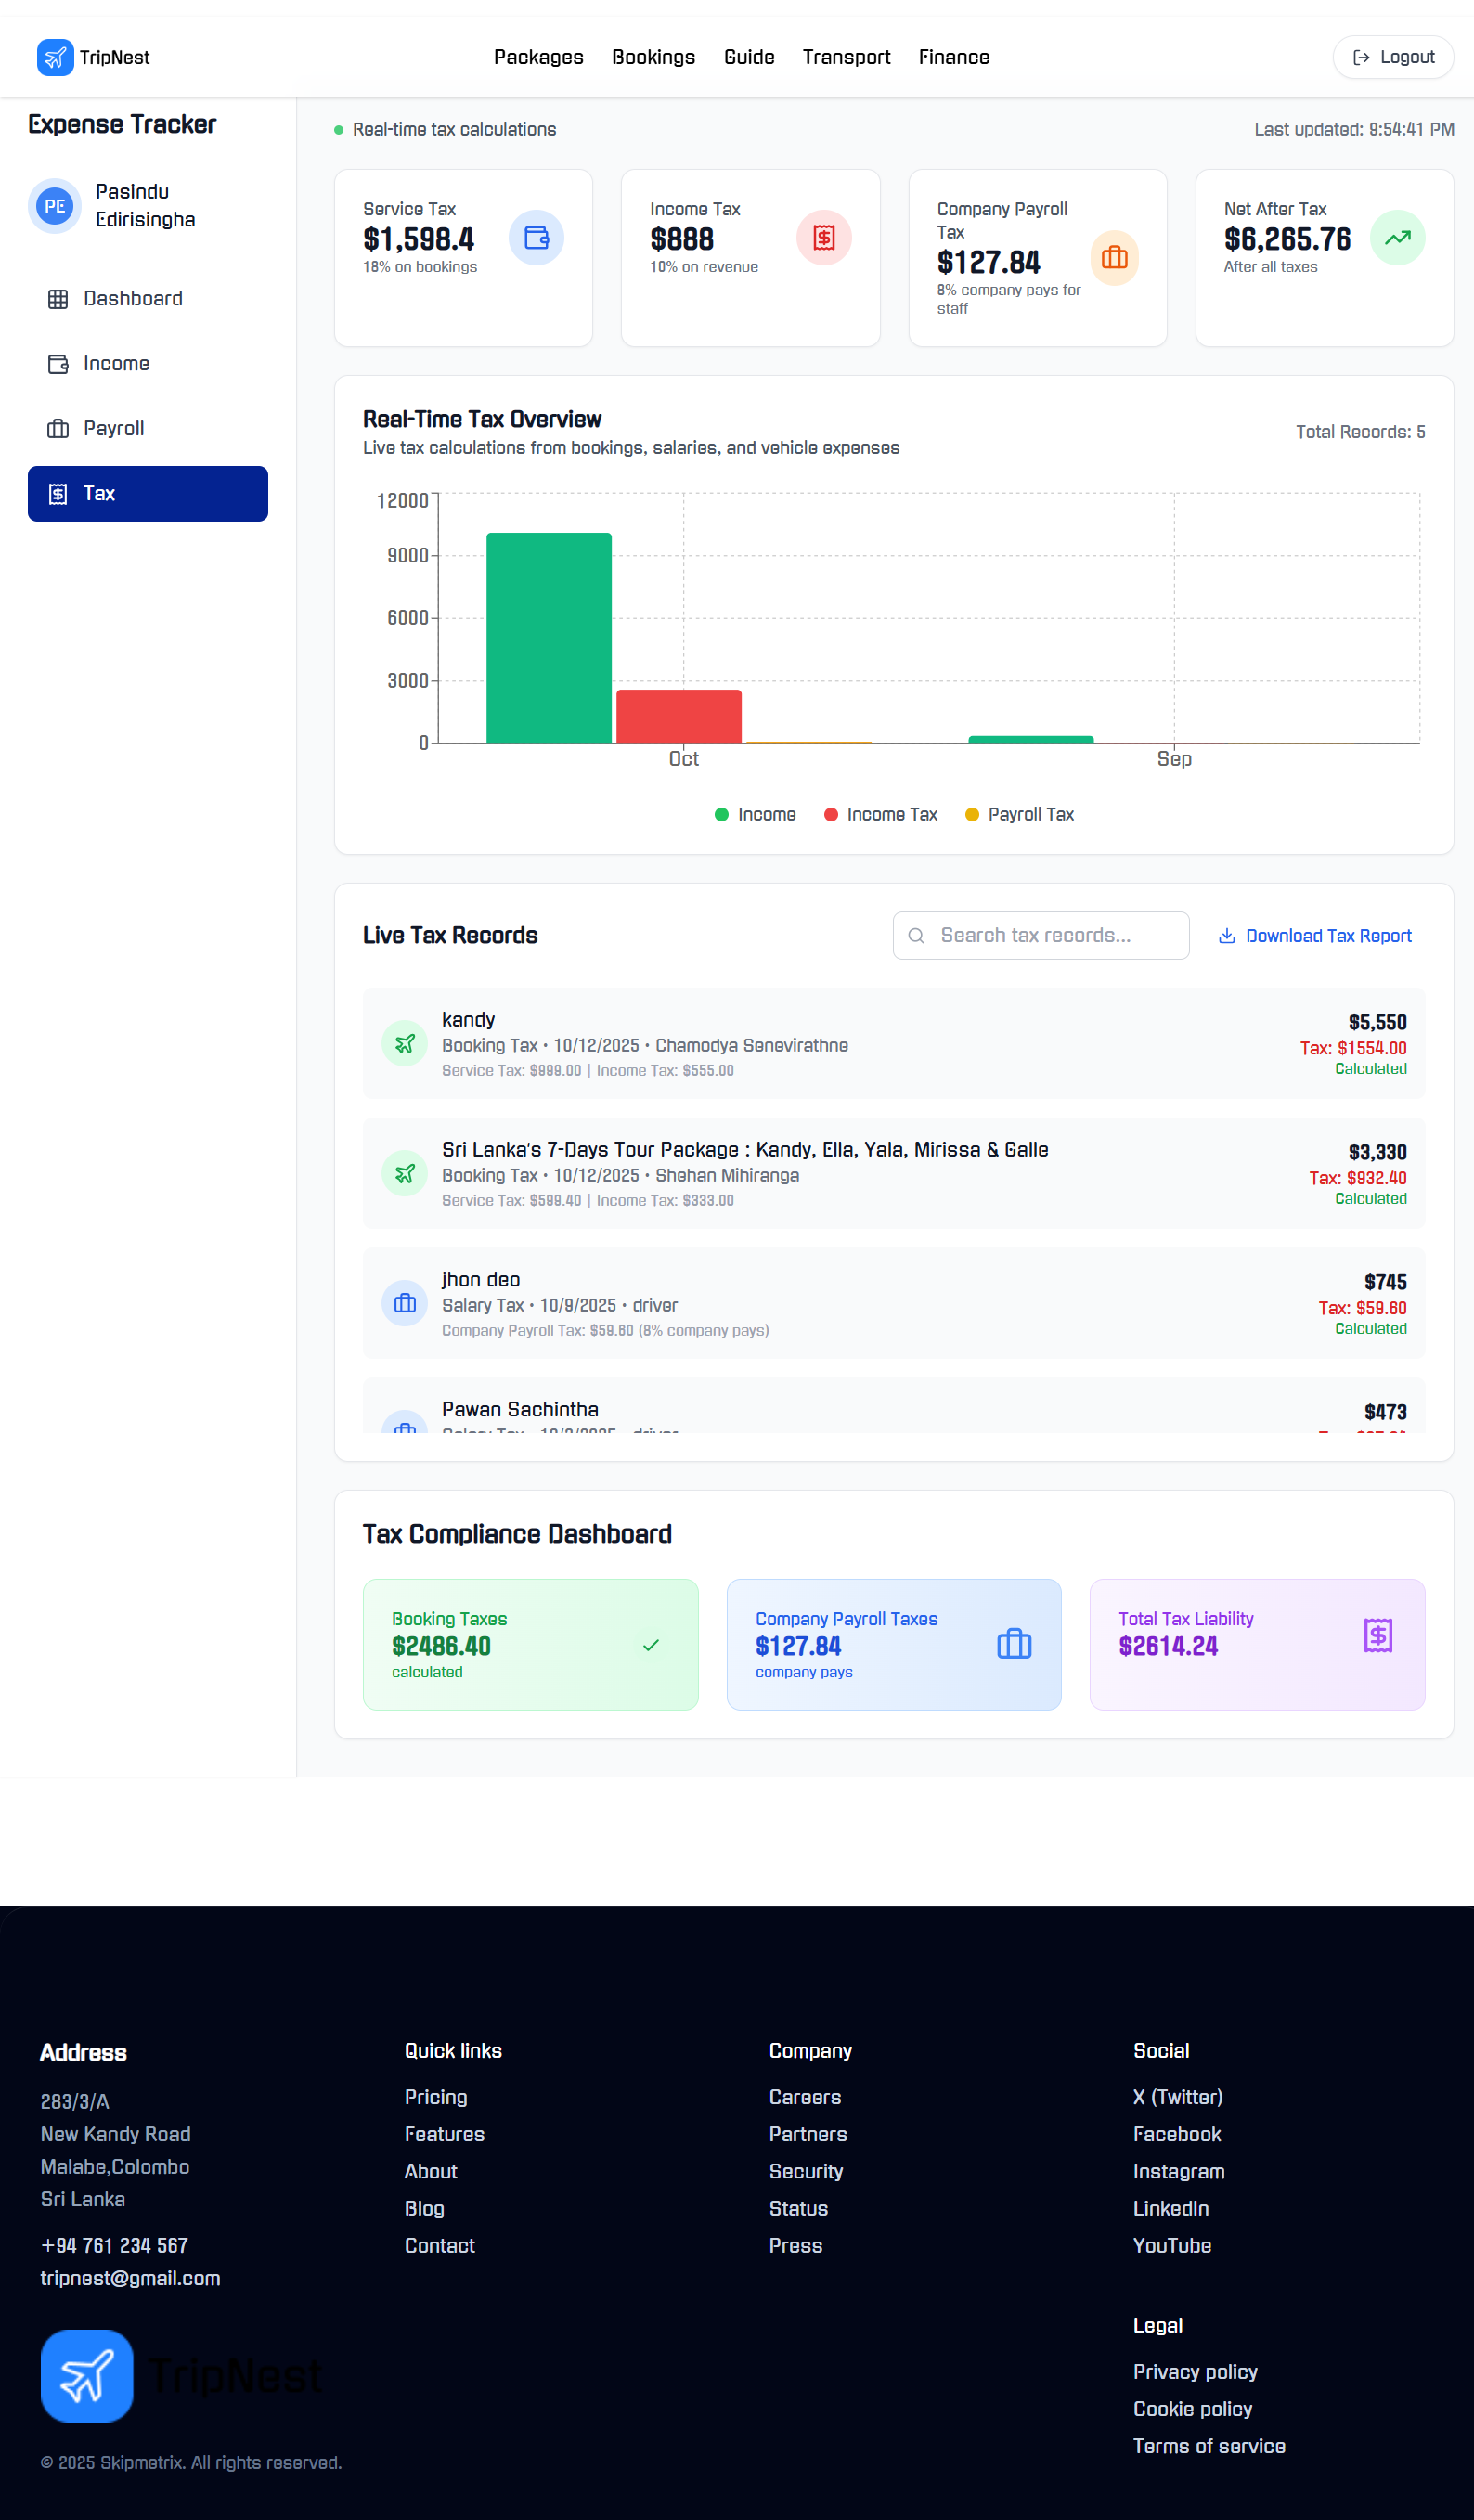 TripNest
Packages Bookings Guide Transport Finance
Logout
Expense Tracker
PE
Pasindu
Edirisingha
Dashboard
Income
Payroll
Tax
Real-time tax calculations
Last updated: 9:54:41 PM
Service Tax
$1,598.4
18% on bookings
Income Tax
$888
10% on revenue
Company Payroll
Tax
$127.84
8% company pays for
staff
Net After Tax
$6,265.76
After all taxes
Real-Time Tax Overview
Live tax calculations from bookings, salaries, and vehicle expenses
Total Records: 5
12000
9000
6000
3000
0
Oct
Sep
Income
Income Tax
Payroll Tax
Live Tax Records
Search tax records...
Download Tax Report
kandy
Booking Tax • 10/12/2025 • Chamodya Senevirathne
Service Tax: $999.00 | Income Tax: $555.00
$5,550
Tax: $1554.00
Calculated
Sri Lanka's 7-Days Tour Package : Kandy, Ella, Yala, Mirissa & Galle
Booking Tax • 10/12/2025 • Shehan Mihiranga
Service Tax: $599.40 | Income Tax: $333.00
$3,330
Tax: $932.40
Calculated
jhon deo
Salary Tax • 10/9/2025 • driver
Company Payroll Tax: $59.60 (8% company pays)
$745
Tax: $59.60
Calculated
Pawan Sachintha
$473
Tax Compliance Dashboard
Booking Taxes
$2486.40
calculated
Company Payroll Taxes
$127.84
company pays
Total Tax Liability
$2614.24
Address
283/3/A
New Kandy Road
Malabe,Colombo
Sri Lanka
+94 761 234 567
tripnest@gmail.com
TripNest
© 2025 Skipmetrix. All rights reserved.
Quick links
Pricing
Features
About
Blog
Contact
Company
Careers
Partners
Security
Status
Press
Social
X (Twitter)
Facebook
Instagram
LinkedIn
YouTube
Legal
Privacy policy
Cookie policy
Terms of service